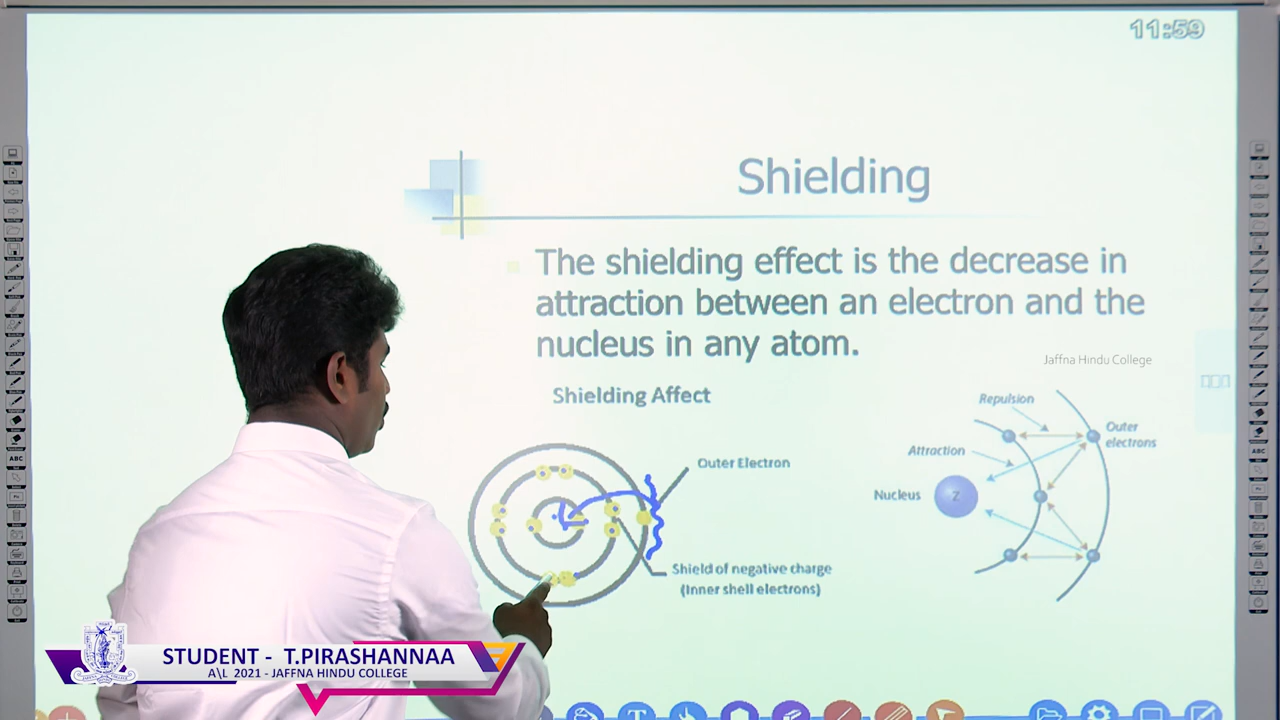 11:59
Shielding
The shielding effect is the decrease in
attraction between an electron and the
nucleus in any atom.
Jaffna Hindu College
Shielding Affect
Outer Electron
Shield of negative charge
(Inner shell electrons)
Repulsion
Outer
electrons
Attraction
Nucleus
Z
ABC
ABC
STUDENT - T.PIRASHANNAA
A\L 2021 - JAFFNA HINDU COLLEGE